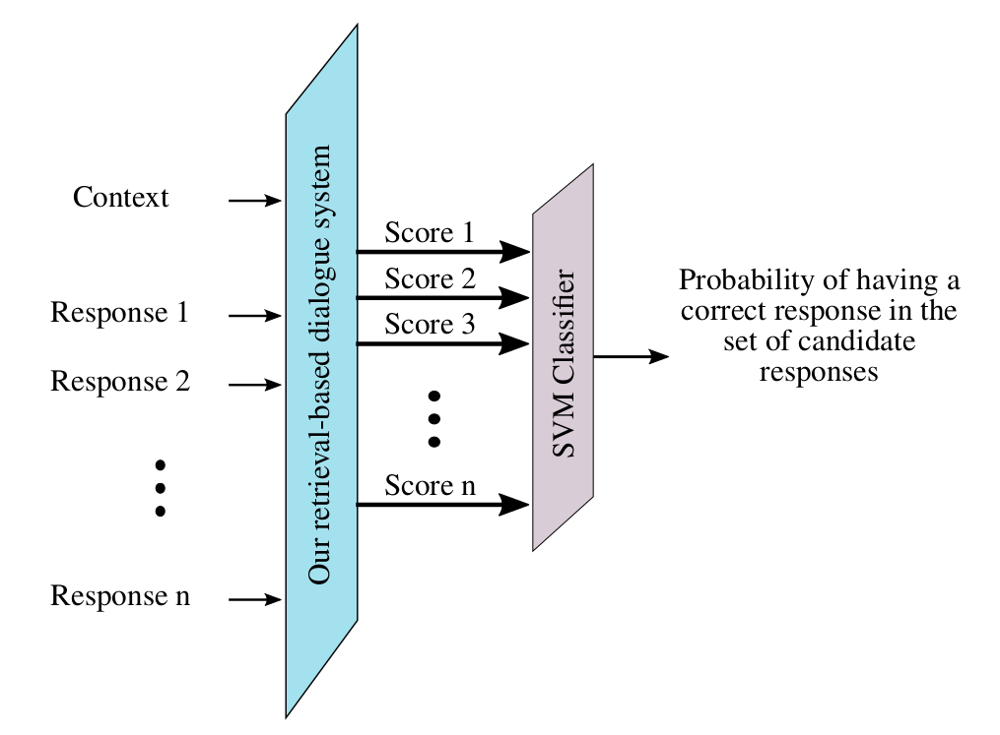 Context
Response 1
Response 2
Response n
Our retrieval-based dialogue system
Score 1
Score 2
Score 3
Score n
SVM Classifier
Probability of having a
correct response in the
set of candidate
responses